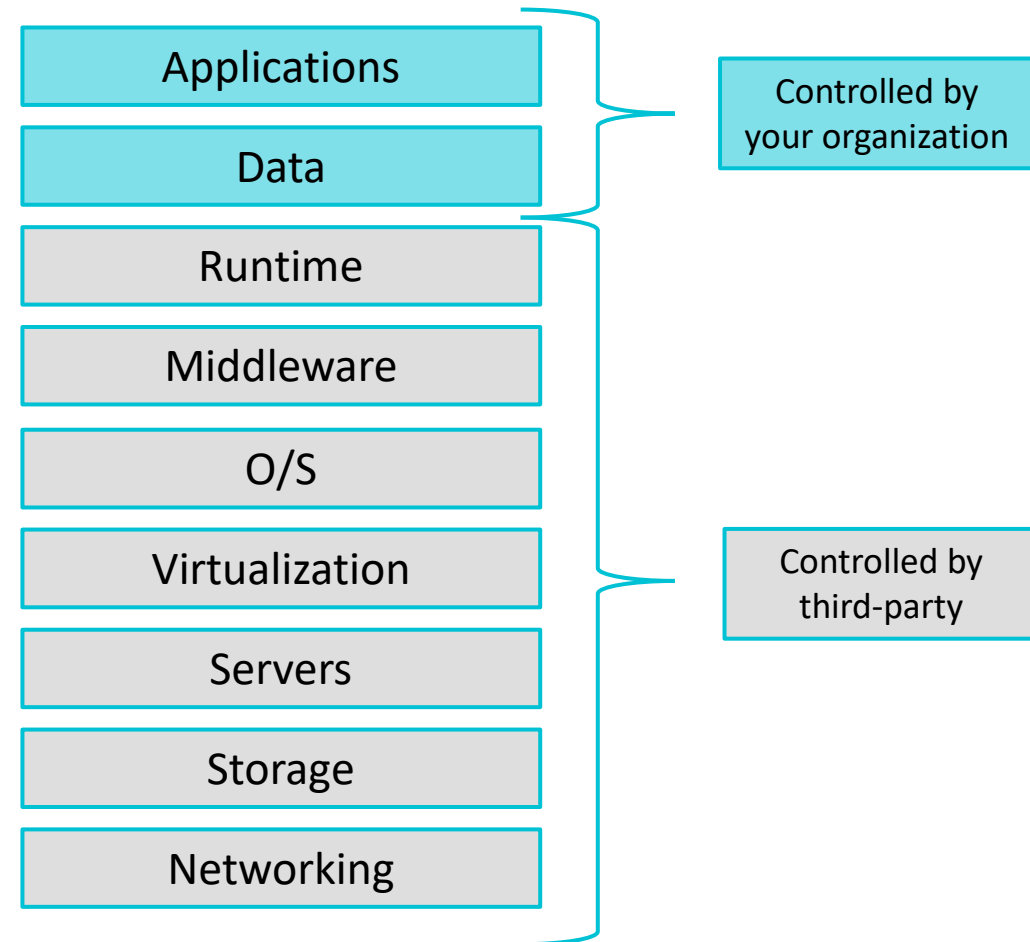 Applications
Controlled by
your organization
Data
Runtime
Middleware
O/S
Virtualization
Controlled by
third-party
Servers
Storage
Networking